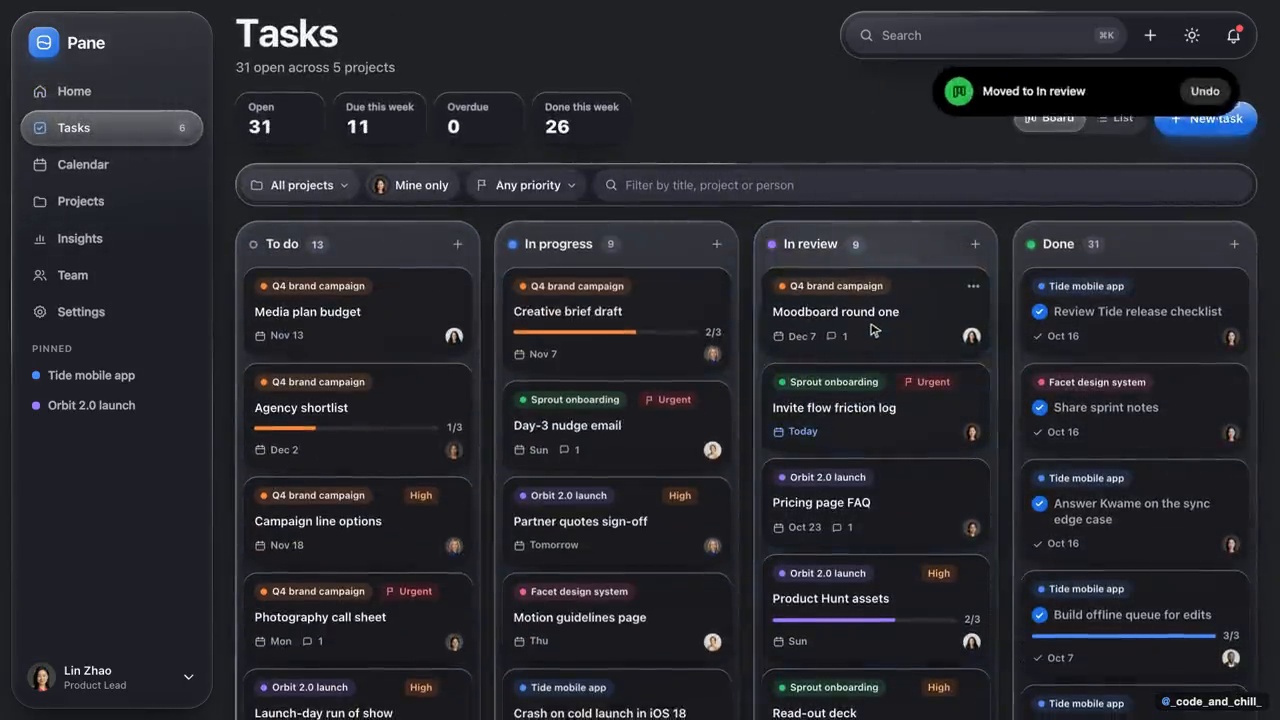 Pane
Home
Tasks 6
Calendar
Projects
Insights
Team
Settings
PINNED
Tide mobile app
Orbit 2.0 launch
Lin Zhao
Product Lead
Tasks
31 open across 5 projects
Search ⌘K
Moved to In review Undo
Open
31
Due this week
11
Overdue
0
Done this week
26
Board List
+ New task
All projects Mine only Any priority Filter by title, project or person
To do 13 +
Q4 brand campaign
Media plan budget
Nov 13
Q4 brand campaign
Agency shortlist
1/3
Dec 2
Q4 brand campaign High
Campaign line options
Nov 18
Q4 brand campaign Urgent
Photography call sheet
Mon 1
Orbit 2.0 launch High
Launch-day run of show
In progress 9 +
Q4 brand campaign
Creative brief draft
2/3
Nov 7
Sprout onboarding Urgent
Day-3 nudge email
Sun 1
Orbit 2.0 launch High
Partner quotes sign-off
Tomorrow
Facet design system
Motion guidelines page
Thu
Tide mobile app
Crash on cold launch in iOS 18
In review 9 +
Q4 brand campaign ...
Moodboard round one
Dec 7 1
Sprout onboarding Urgent
Invite flow friction log
Today
Orbit 2.0 launch
Pricing page FAQ
Oct 23 1
Orbit 2.0 launch High
Product Hunt assets
2/3
Sun
Sprout onboarding High
Read-out deck
Done 31 +
Tide mobile app
Review Tide release checklist
Oct 16
Facet design system
Share sprint notes
Oct 16
Tide mobile app
Answer Kwame on the sync
edge case
Oct 16
Tide mobile app
Build offline queue for edits
3/3
Oct 7
Tide mobile app
@_code_and_chill_